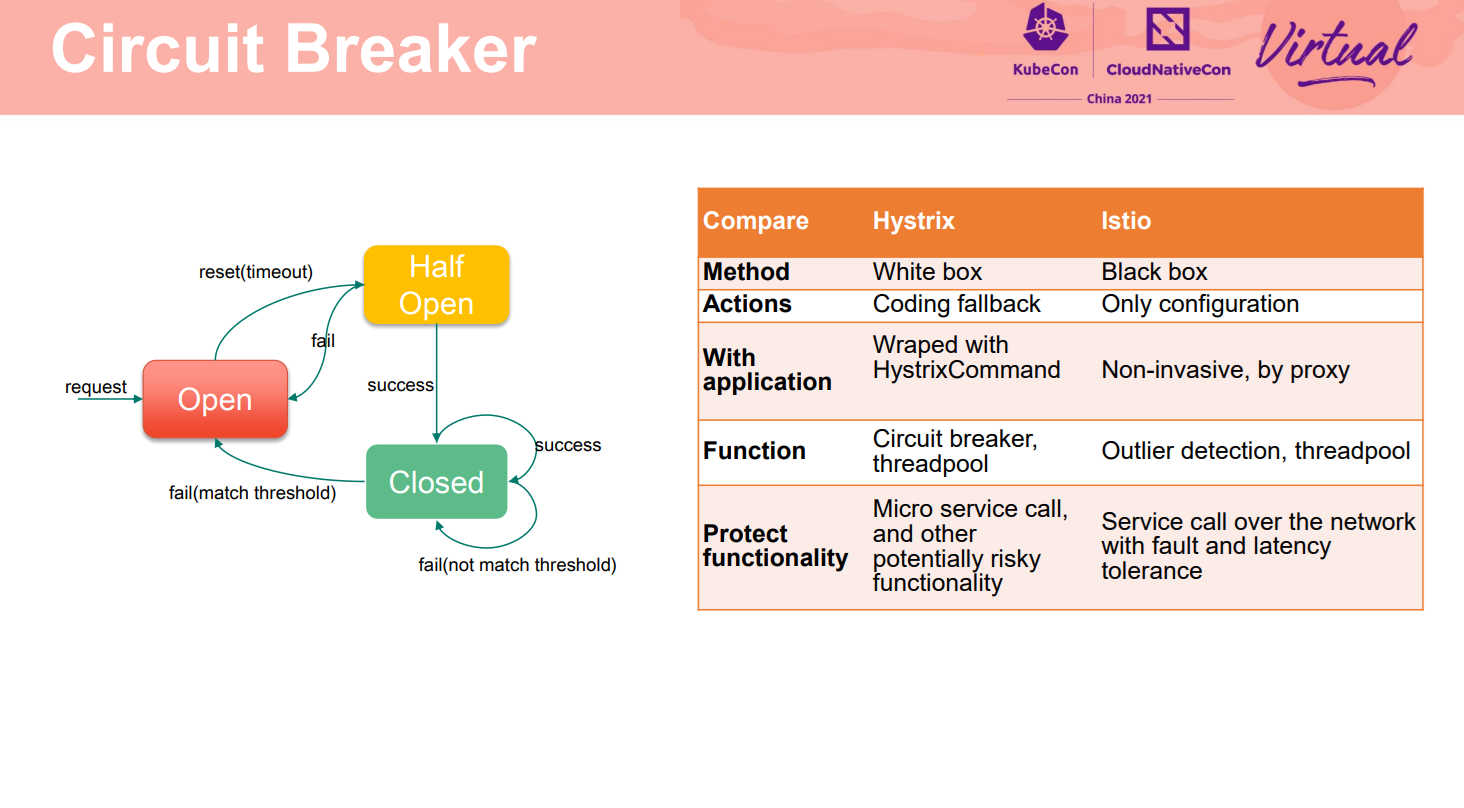 Circuit Breaker
KubeCon
CloudNativeCon
China 2021
Virtual
reset(timeout)
Half
Open
fail
request
Open
success
success
Closed
fail(match threshold)
fail(not match threshold)
Compare Hystrix Istio
Method White box Black box
Actions Coding fallback Only configuration
With
application
Wraped with
HystrixCommand
Non-invasive, by proxy
Function
Circuit breaker,
threadpool
Outlier detection, threadpool
Protect
functionality
Micro service call,
and other
potentially risky
functionality
Service call over the network
with fault and latency
tolerance